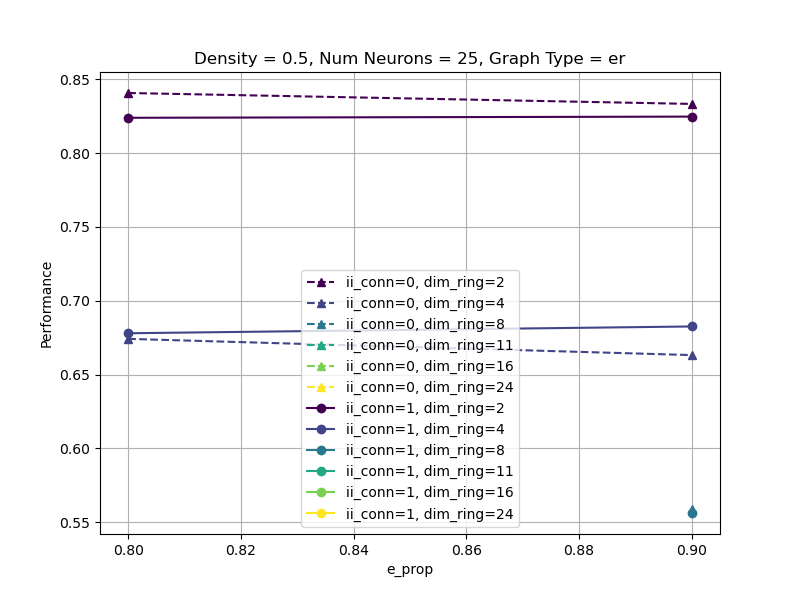 Density = 0.5, Num Neurons = 25, Graph Type = er
0.85
0.80
0.75
0.70
0.65
0.60
0.55
Performance
ii_conn=0, dim_ring=2
ii_conn=0, dim_ring=4
ii_conn=0, dim_ring=8
ii_conn=0, dim_ring=11
ii_conn=0, dim_ring=16
ii_conn=0, dim_ring=24
ii_conn=1, dim_ring=2
ii_conn=1, dim_ring=4
ii_conn=1, dim_ring=8
ii_conn=1, dim_ring=11
ii_conn=1, dim_ring=16
ii_conn=1, dim_ring=24
0.80 0.82 0.84 0.86 0.88 0.90
e_prop